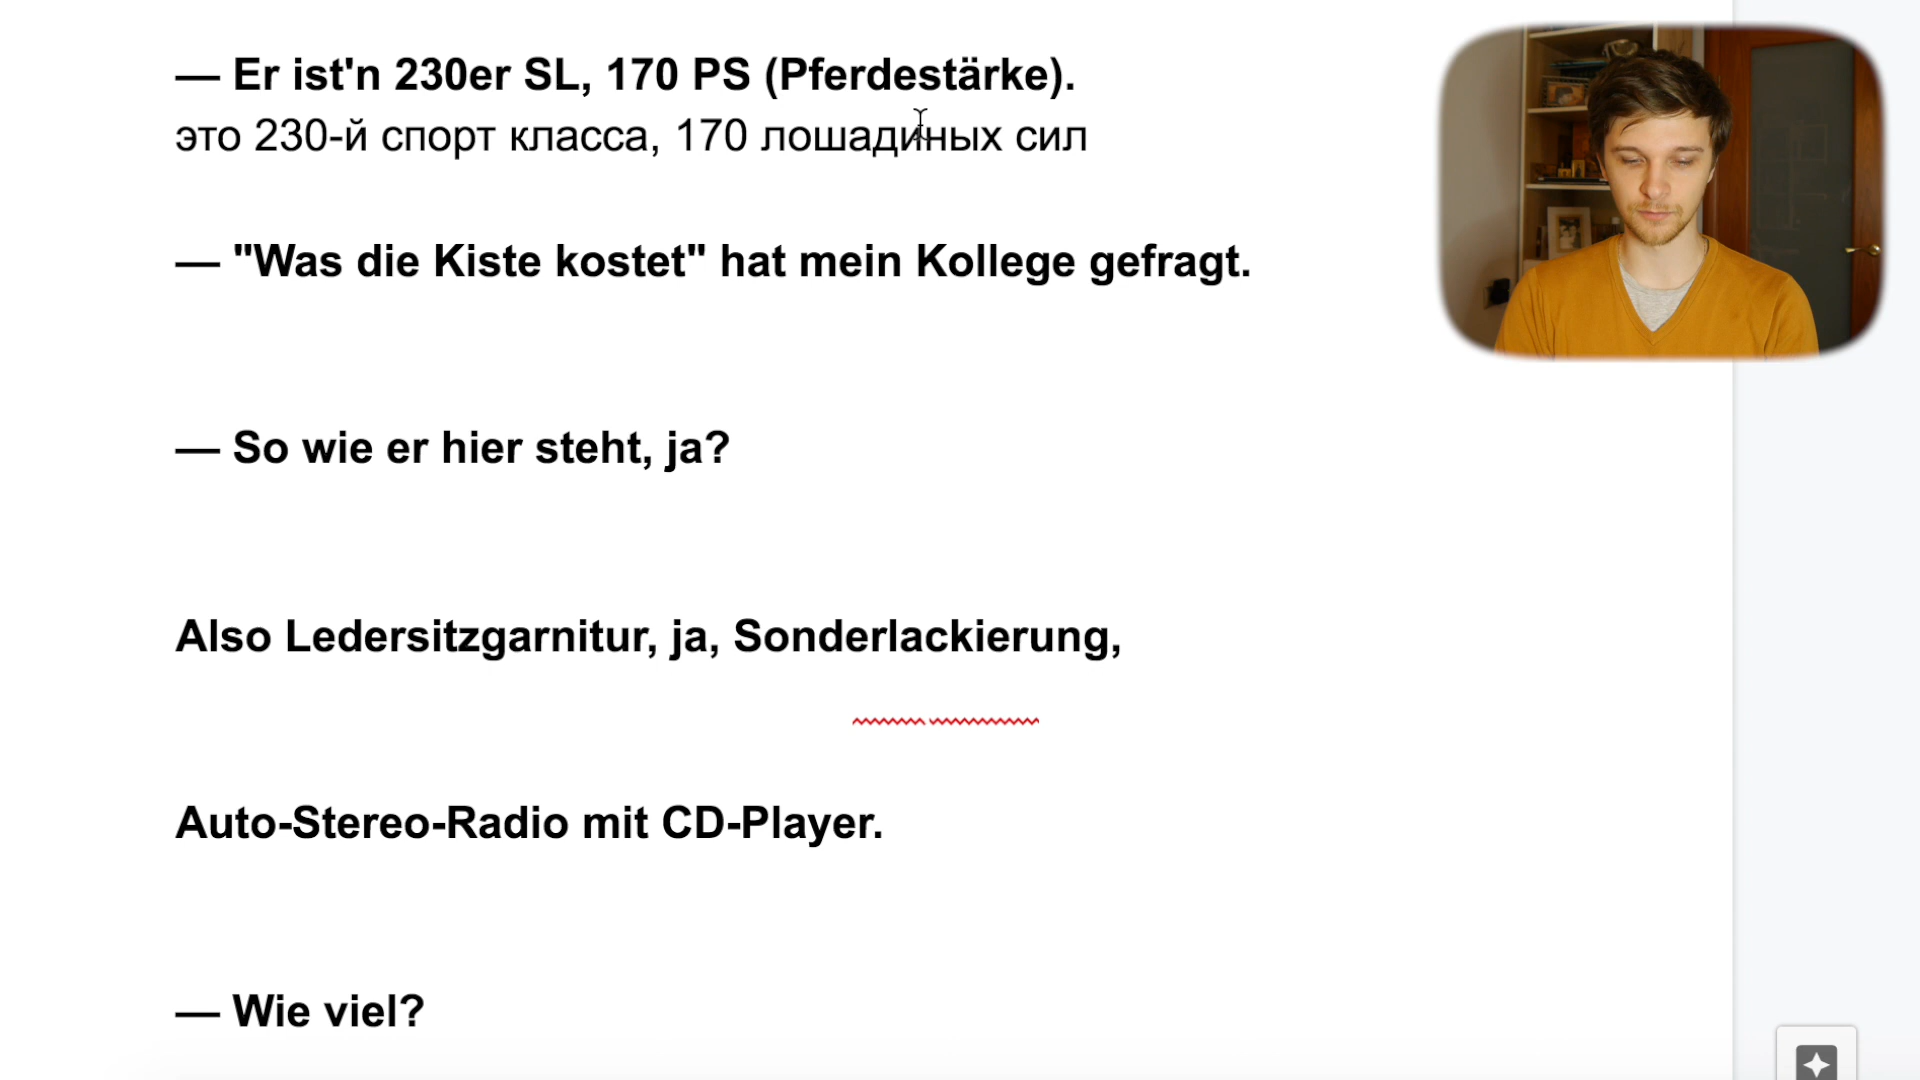 — Er ist'n 230er SL, 170 PS (Pferdestärke).
это 230-й спорт класса, 170 лошадиных сил
— "Was die Kiste kostet" hat mein Kollege gefragt.
— So wie er hier steht, ja?
Also Ledersitzgarnitur, ja, Sonderlackierung,
Auto-Stereo-Radio mit CD-Player.
— Wie viel?